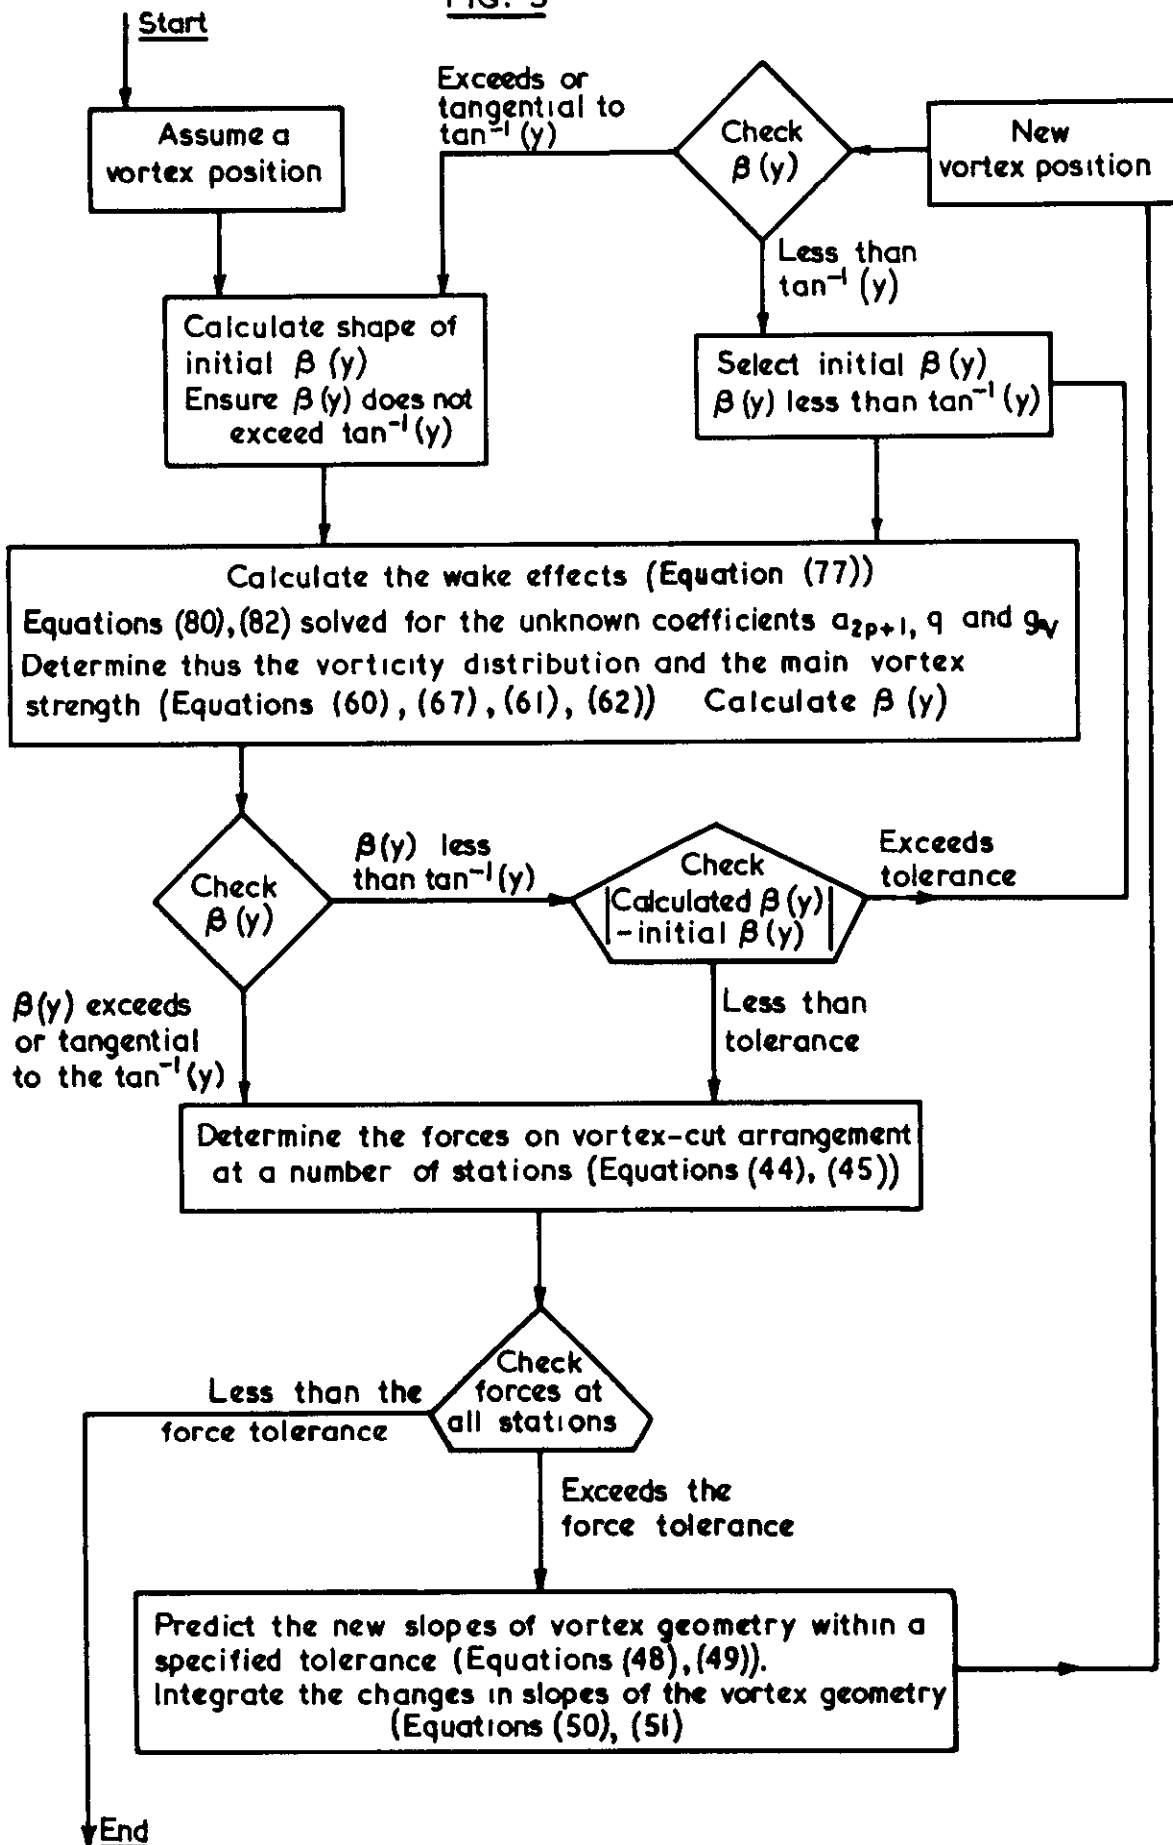 FIG. 5
Start
Assume a
vortex position
Exceeds or
tangential to
tan⁻¹(y)
Check
β(y)
New
vortex position
Less than
tan⁻¹(y)
Calculate shape of
initial β(y)
Ensure β(y) does not
exceed tan⁻¹(y)
Select initial β(y)
β(y) less than tan⁻¹(y)
Calculate the wake effects (Equation (77))
Equations (80),(82) solved for the unknown coefficients a₂ₚ₊₁, q and gᵥ
Determine thus the vorticity distribution and the main vortex
strength (Equations (60), (67), (61), (62)) Calculate β(y)
Check
β(y)
β(y) less
than tan⁻¹(y)
Check
|Calculated β(y)
-initial β(y)|
Exceeds
tolerance
β(y) exceeds
or tangential
to the tan⁻¹(y)
Less than
tolerance
Determine the forces on vortex-cut arrangement
at a number of stations (Equations (44), (45))
Check
forces at
all stations
Less than the
force tolerance
Exceeds the
force tolerance
Predict the new slopes of vortex geometry within a
specified tolerance (Equations (48), (49)).
Integrate the changes in slopes of the vortex geometry
(Equations (50), (51)
End